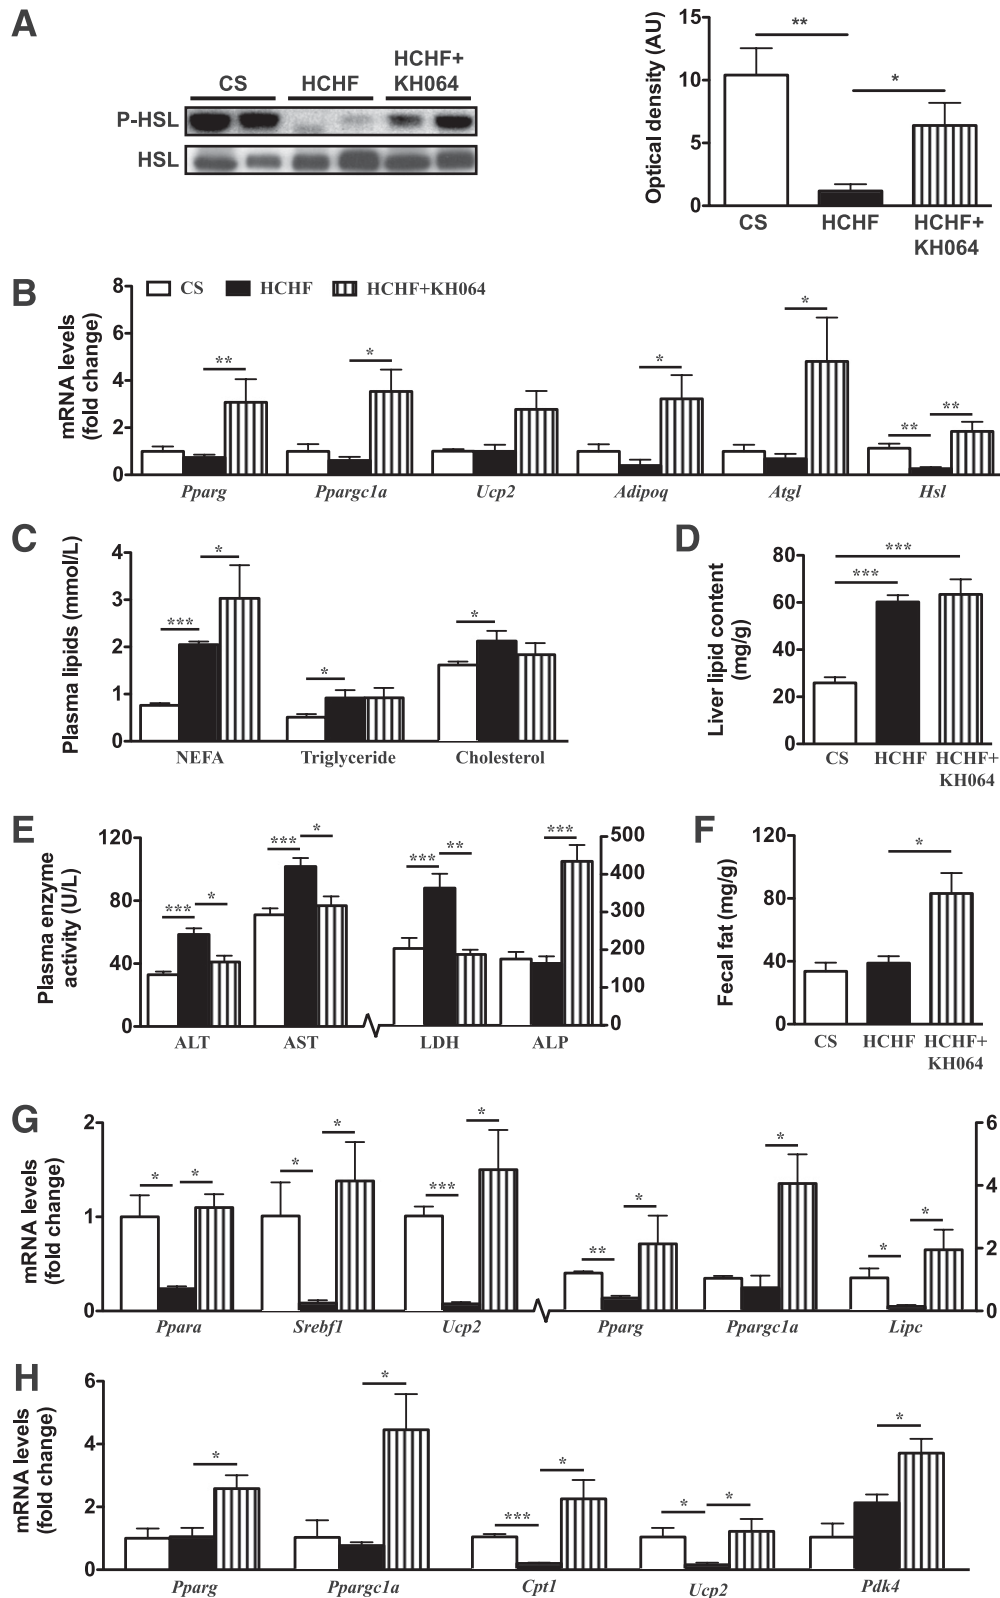 A
CS
HCHF
HCHF+
KH064
P-HSL
HSL
Optical density (AU)
15
10
5
0
**
*
CS
HCHF
HCHF+
KH064
B
mRNA levels
(fold change)
8
6
4
2
0
CS
HCHF
HCHF+KH064
**
*
*
*
**
**
Pparg
Ppargc1a
Ucp2
Adipoq
Atgl
Hsl
C
Plasma lipids (mmol/L)
4
3
2
1
0
***
*
*
*
NEFA
Triglyceride
Cholesterol
D
Liver lipid content
(mg/g)
80
60
40
20
0
***
***
CS
HCHF
HCHF+
KH064
E
Plasma enzyme
activity (U/L)
120
80
40
0
***
*
***
*
***
**
***
500
400
300
200
100
0
ALT
AST
LDH
ALP
F
Fecal fat (mg/g)
120
80
40
0
*
CS
HCHF
HCHF+
KH064
G
mRNA levels
(fold change)
2
1
0
*
*
*
*
***
*
**
*
*
*
*
6
4
2
0
Ppara
Srebf1
Ucp2
Pparg
Ppargc1a
Lipc
H
mRNA levels
(fold change)
6
4
2
0
*
*
***
*
*
*
*
Pparg
Ppargc1a
Cpt1
Ucp2
Pdk4